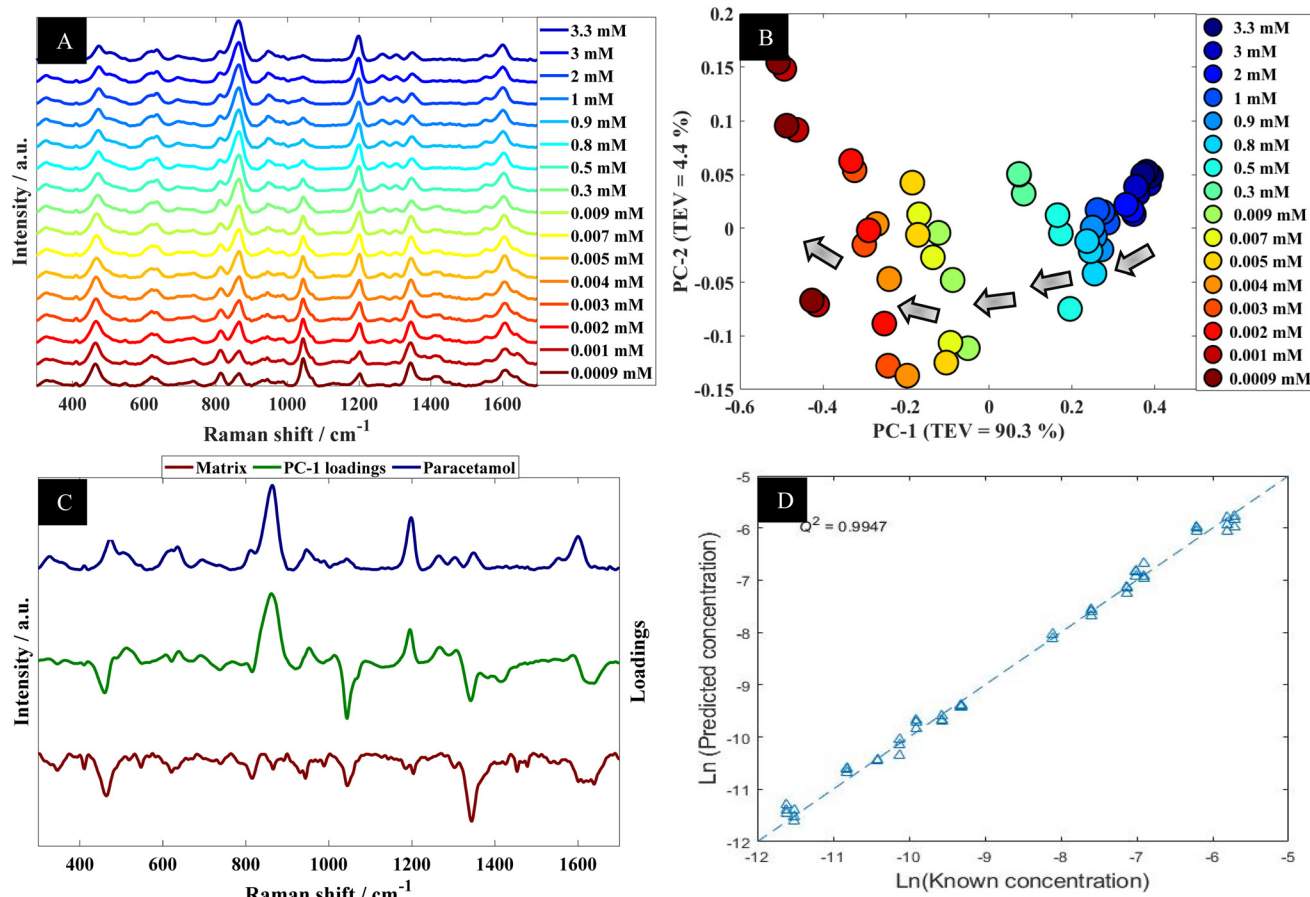 A
3.3 mM
3 mM
2 mM
1 mM
0.9 mM
0.8 mM
0.5 mM
0.3 mM
0.009 mM
0.007 mM
0.005 mM
0.004 mM
0.003 mM
0.002 mM
0.001 mM
0.0009 mM
Intensity / a.u.
400 600 800 1000 1200 1400 1600
Raman shift / cm-1
B
0.2
0.15
0.1
0.05
0
-0.05
-0.1
-0.15
PC-2 (TEV = 4.4 %)
-0.6 -0.4 -0.2 0 0.2 0.4
PC-1 (TEV = 90.3 %)
3.3 mM
3 mM
2 mM
1 mM
0.9 mM
0.8 mM
0.5 mM
0.3 mM
0.009 mM
0.007 mM
0.005 mM
0.004 mM
0.003 mM
0.002 mM
0.001 mM
0.0009 mM
Matrix PC-1 loadings Paracetamol
C
Intensity / a.u.
Loadings
400 600 800 1000 1200 1400 1600
Raman shift / cm-1
D
Q2 = 0.9947
-5
-6
-7
-8
-9
-10
-11
-12
Ln (Predicted concentration)
-12 -11 -10 -9 -8 -7 -6 -5
Ln(Known concentration)